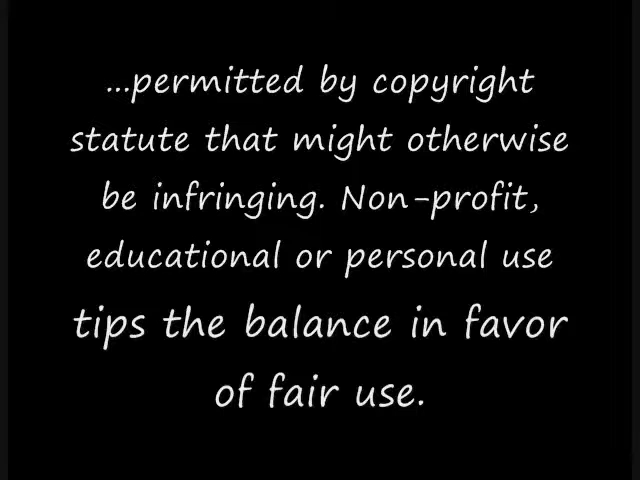 ...permitted by copyright
statute that might otherwise
be infringing. Non-profit,
educational or personal use
tips the balance in favor
of fair use.